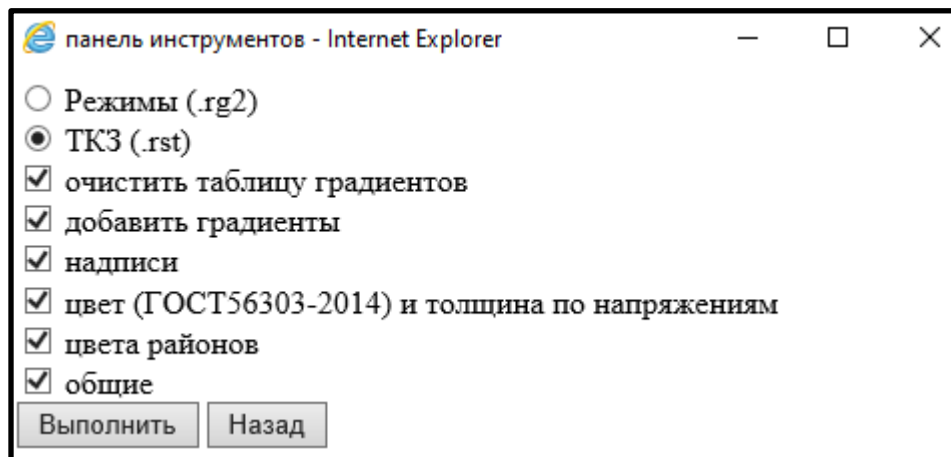 панель инструментов - Internet Explorer
Режимы (.rg2)
ТКЗ (.rst)
очистить таблицу градиентов
добавить градиенты
надписи
цвет (ГОСТ56303-2014) и толщина по напряжениям
цвета районов
общие
Выполнить Назад